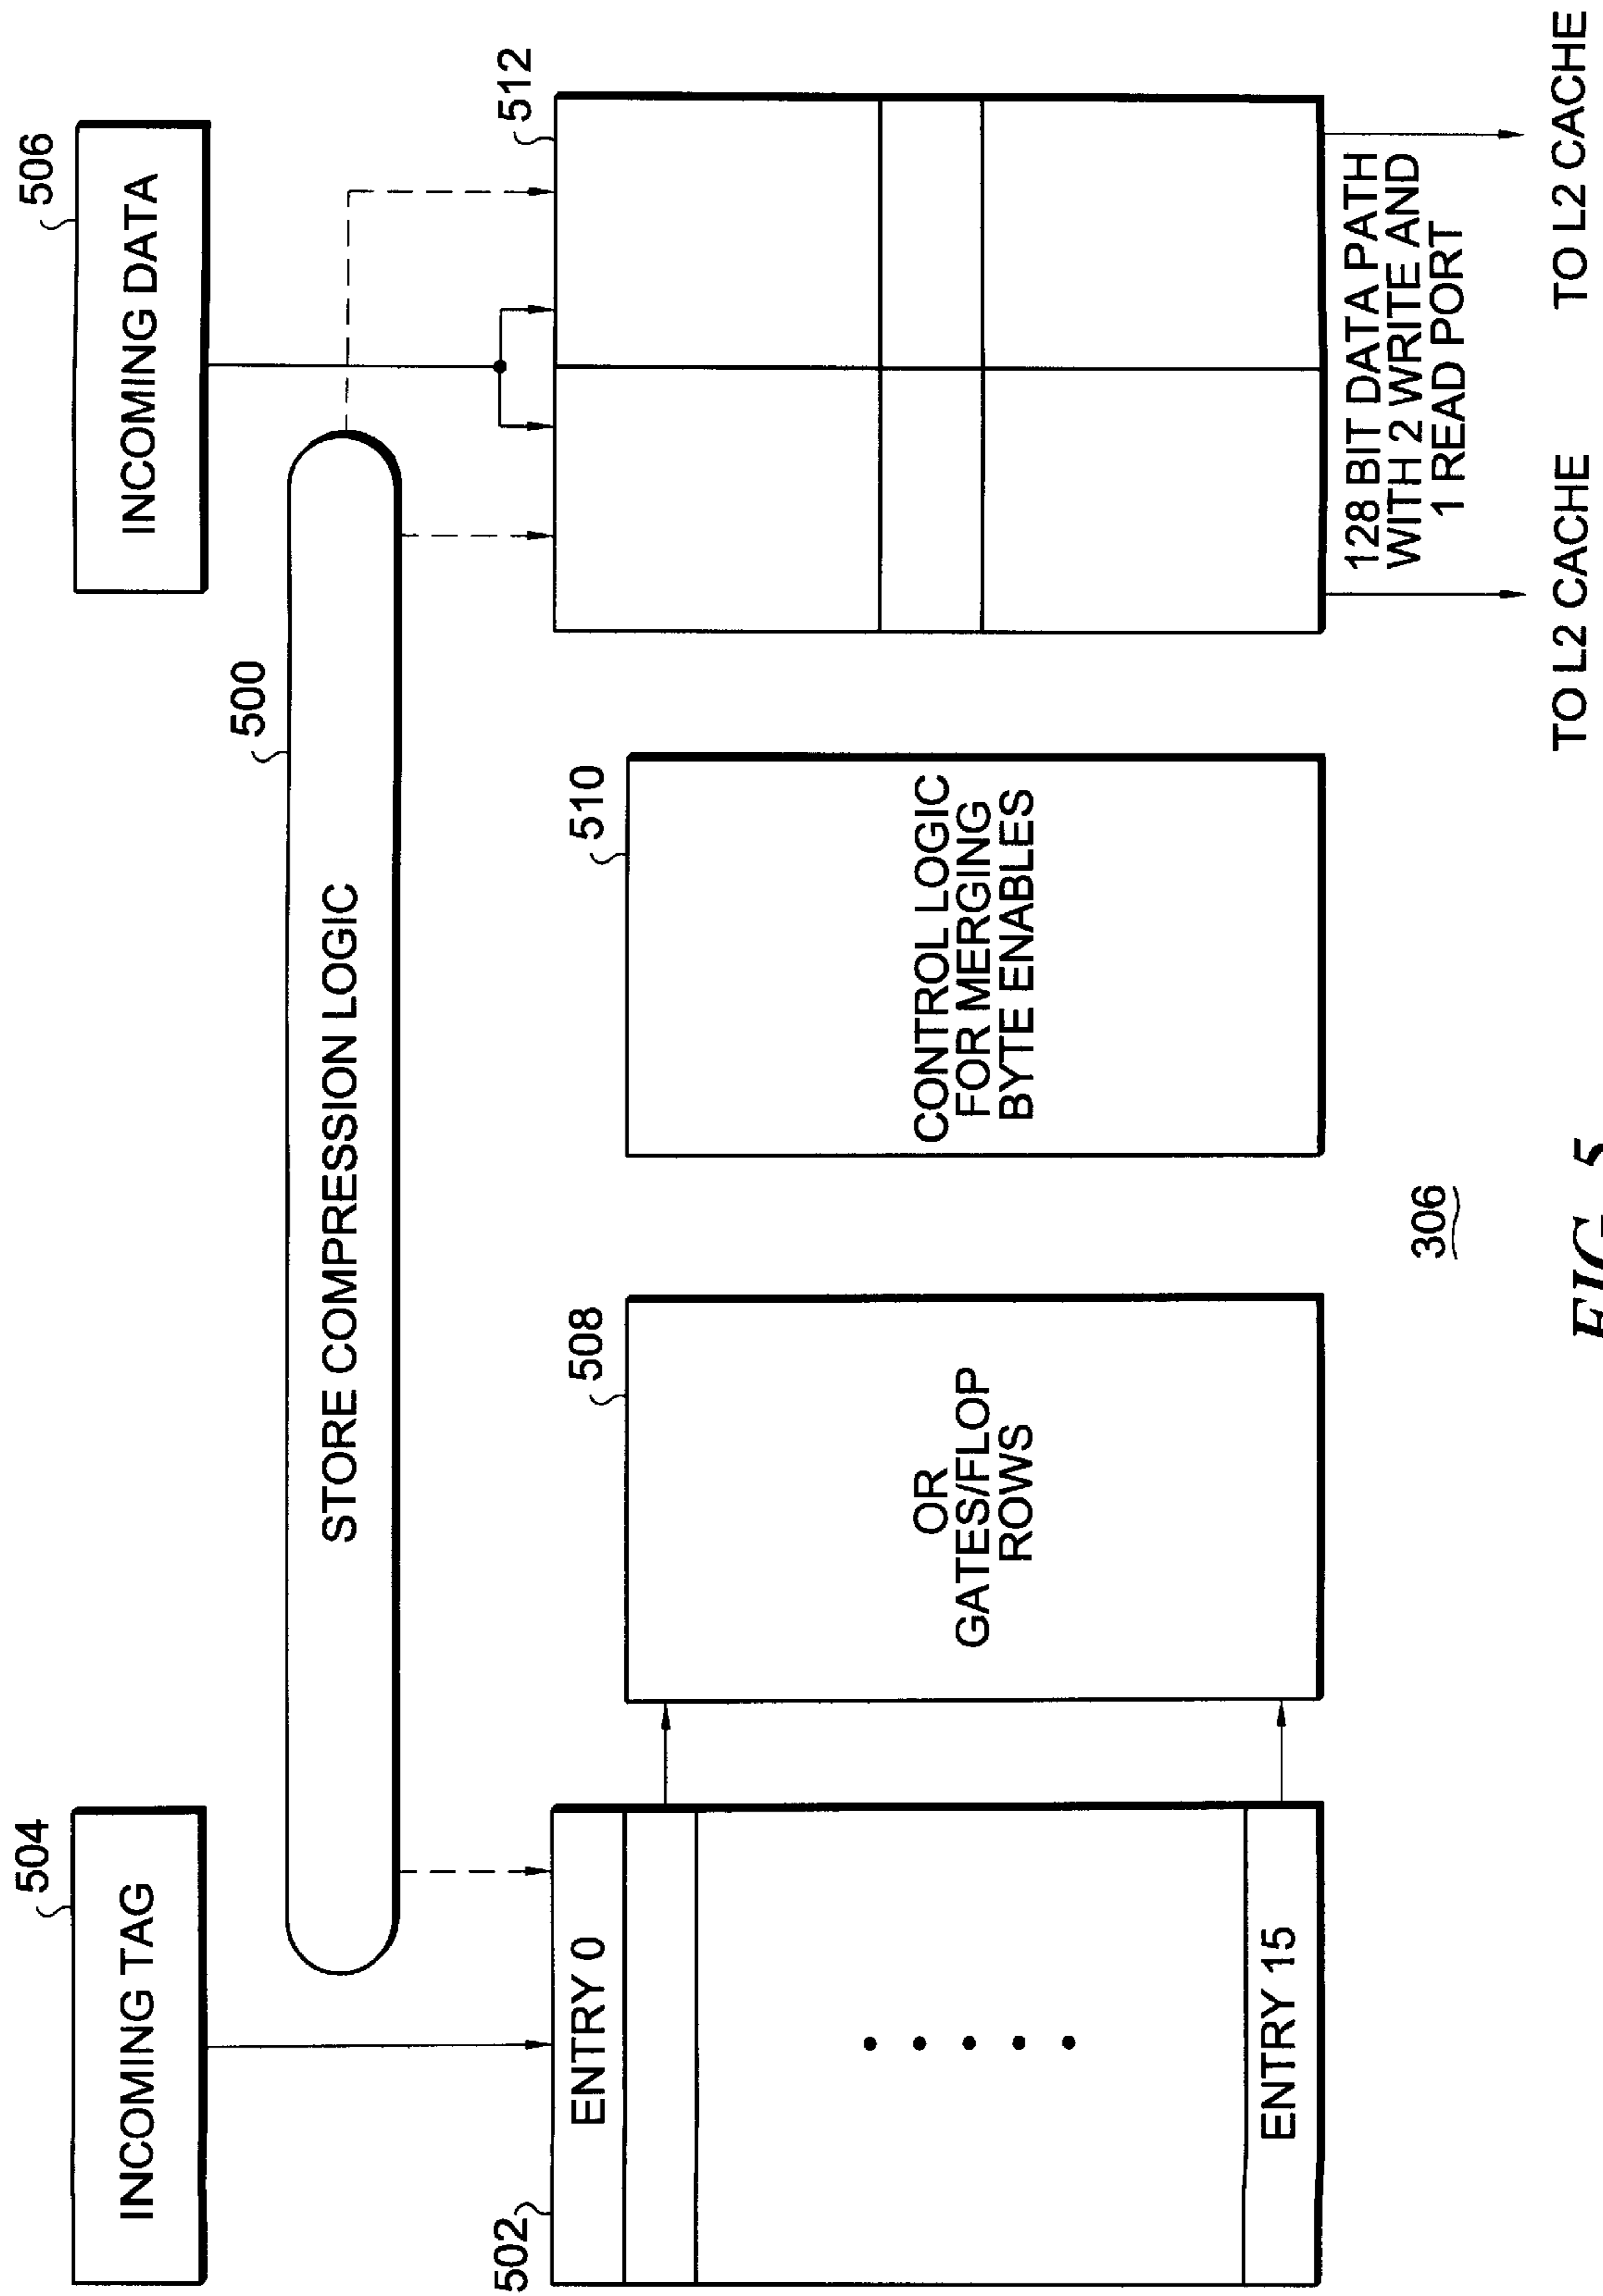 504
INCOMING TAG
506
INCOMING DATA
500
STORE COMPRESSION LOGIC
502
ENTRY 0
ENTRY 15
508
OR
GATES/FLOP
ROWS
510
CONTROL LOGIC
FOR MERGING
BYTE ENABLES
512
128 BIT DATA PATH
WITH 2 WRITE AND
1 READ PORT
TO L2 CACHE
TO L2 CACHE
306
FIG. 5